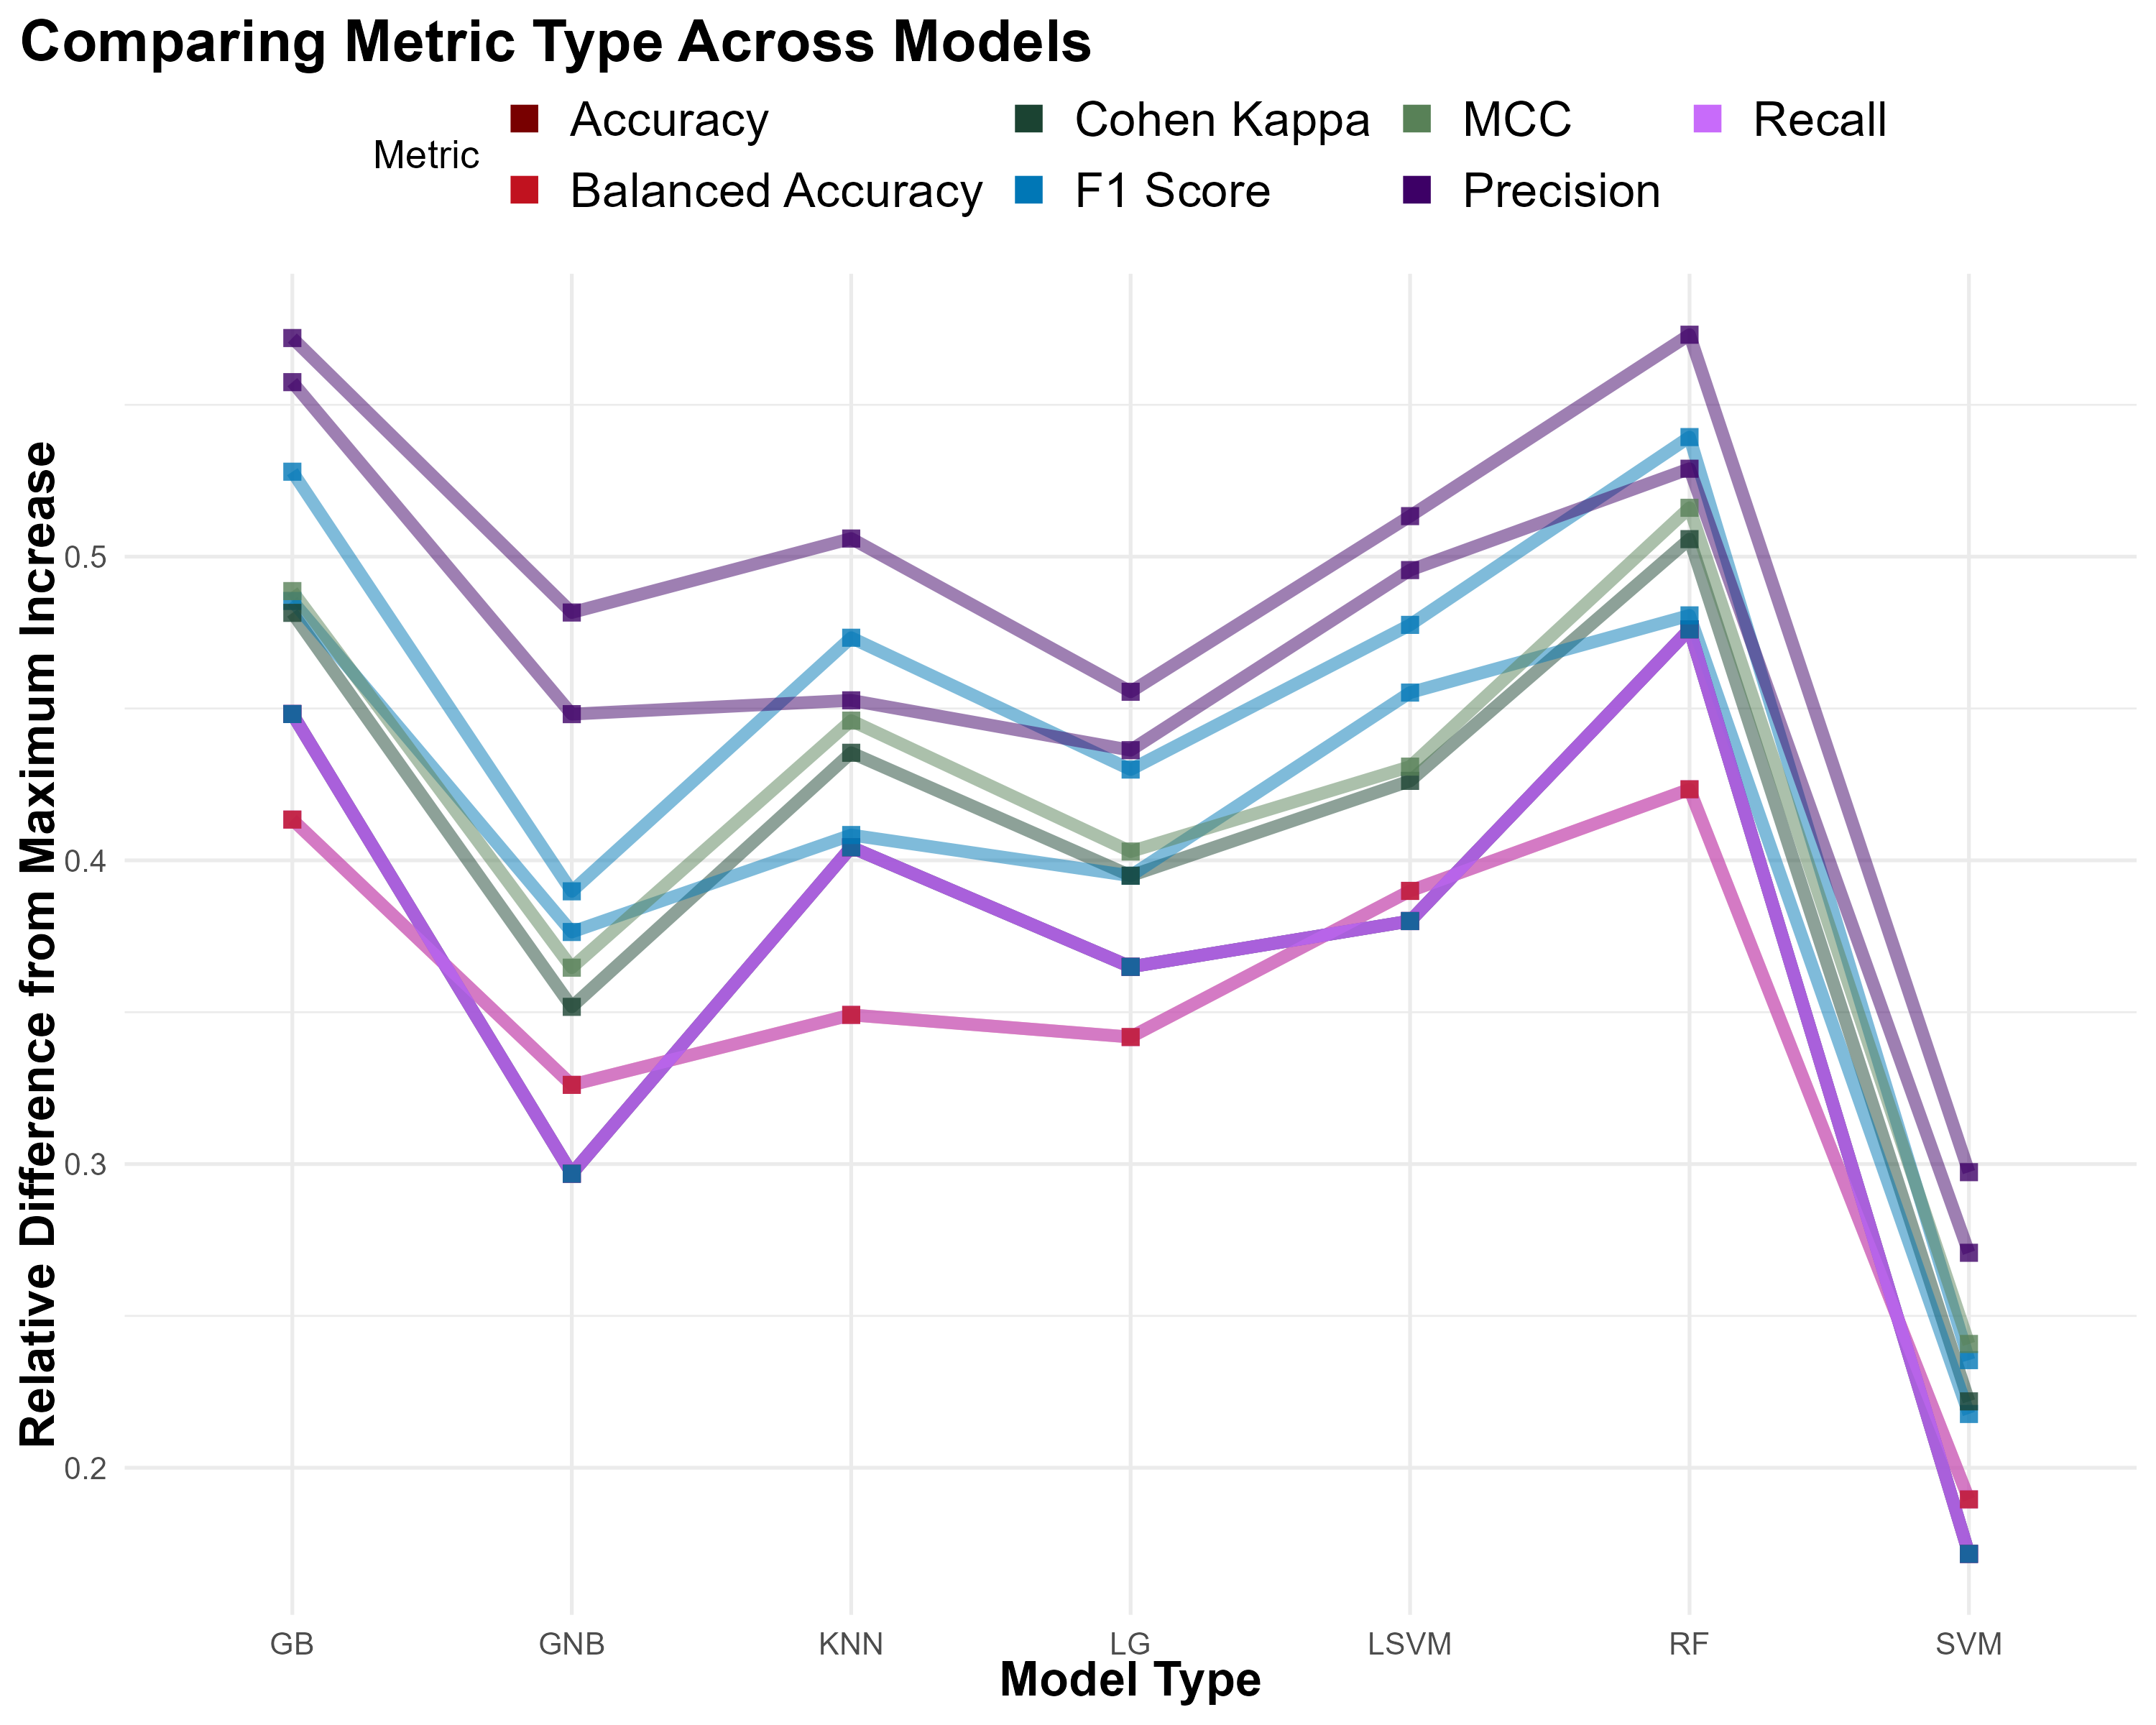 Comparing Metric Type Across Models
Metric
Accuracy
Cohen Kappa
MCC
Recall
Balanced Accuracy
F1 Score
Precision
Relative Difference from Maximum Increase
0.5
0.4
0.3
0.2
GB
GNB
KNN
LG
LSVM
RF
SVM
Model Type